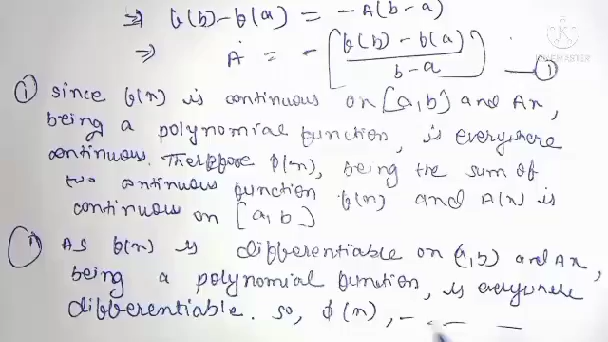 ⇒ f(b)-f(a) = -A(b-a)
⇒ A = -[f(b)-f(a)/b-a] — ①
① since f(x) is continuous on [a,b] and Ax,
being a polynomial function, is everywhere
continuous. Therefore ϕ(x), being the sum of
two continuous function f(x) and A(x) is
continuous on [a,b]
ⅱ As f(x) is differentiable on (a,b) and Ax,
being a polynomial function, is everywhere
differentiable. so, ϕ(x), - - —
K
KINEMASTER